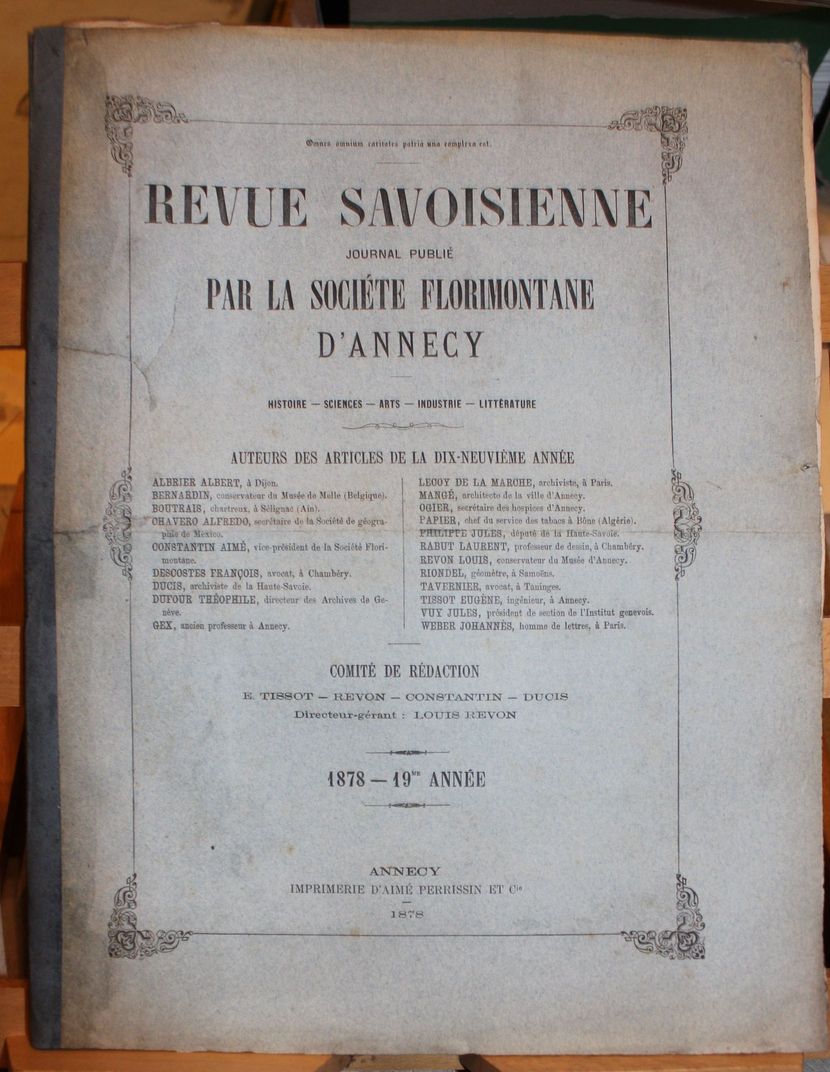 Omnes omnium caritates patria una complexa est.
REVUE SAVOISIENNE
JOURNAL PUBLIÉ
PAR LA SOCIÉTE FLORIMONTANE
D'ANNECY
HISTOIRE — SCIENCES — ARTS — INDUSTRIE — LITTÉRATURE
AUTEURS DES ARTICLES DE LA DIX-NEUVIÈME ANNÉE
ALBRIER ALBERT, à Dijon.
BERNARDIN, conservateur du Musée de Melle (Belgique).
BOUTRAIS, chartreux, à Sélignac (Ain).
CHAVERO ALFREDO, secrétaire de la Société de géogra-
phie de Mexico.
CONSTANTIN AIMÉ, vice-président de la Société Flori-
montane.
DESCOSTES FRANÇOIS, avocat, à Chambéry.
DUCIS, archiviste de la Haute-Savoie.
DUFOUR THÉOPHILE, directeur des Archives de Ge-
nève.
GEX, ancien professeur à Annecy.
LECOY DE LA MARCHE, archiviste, à Paris.
MANGÉ, architecte de la ville d'Annecy.
OGIER, secrétaire des hospices d'Annecy.
PAPIER, chef du service des tabacs à Bône (Algérie).
PHILIPPE JULES, député de la Haute-Savoie.
RABUT LAURENT, professeur de dessin, à Chambéry.
REVON LOUIS, conservateur du Musée d'Annecy.
RIONDEL, géomètre, à Samoëns.
TAVERNIER, avocat, à Taninges.
TISSOT EUGÈNE, ingénieur, à Annecy.
VUY JULES, président de section de l'Institut genevois.
WEBER JOHANNÈS, homme de lettres, à Paris.
COMITÉ DE RÉDACTION
E. TISSOT — REVON — CONSTANTIN — DUCIS
Directeur-gérant : LOUIS REVON
1878 — 19me ANNÉE
ANNECY
IMPRIMERIE D'AIMÉ PERRISSIN ET Cie
1878